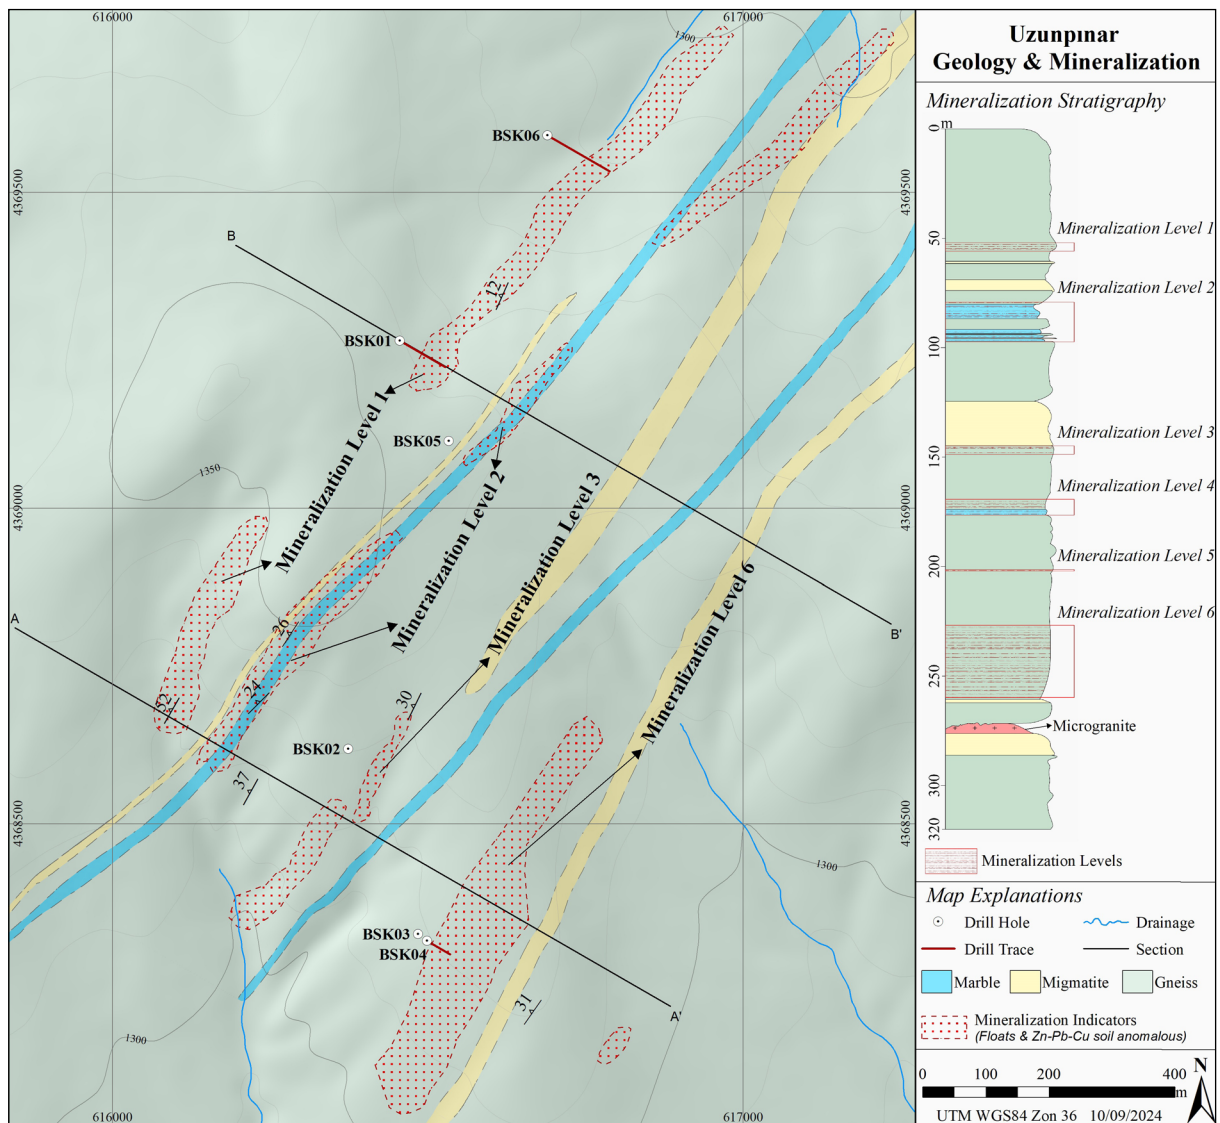 616000
617000
1300
BSK06
4369500
4369500
B
12
BSK01
Mineralization Level 1
BSK05
1350
Mineralization Level 2
Mineralization Level 3
4369000
4369000
Mineralization Level 6
A
B'
26
24
32
30
BSK02
37
4368500
4368500
1300
BSK03
BSK04
31
A'
1300
616000
617000
Uzunpınar
Geology & Mineralization
Mineralization Stratigraphy
0 m
Mineralization Level 1
50
Mineralization Level 2
100
Mineralization Level 3
150
Mineralization Level 4
Mineralization Level 5
200
Mineralization Level 6
250
Microgranite
300
320
Mineralization Levels
Map Explanations
Drill Hole
Drainage
Drill Trace
Section
Marble
Migmatite
Gneiss
Mineralization Indicators
(Floats & Zn-Pb-Cu soil anomalous)
0 100 200 400
m
N
UTM WGS84 Zon 36 10/09/2024